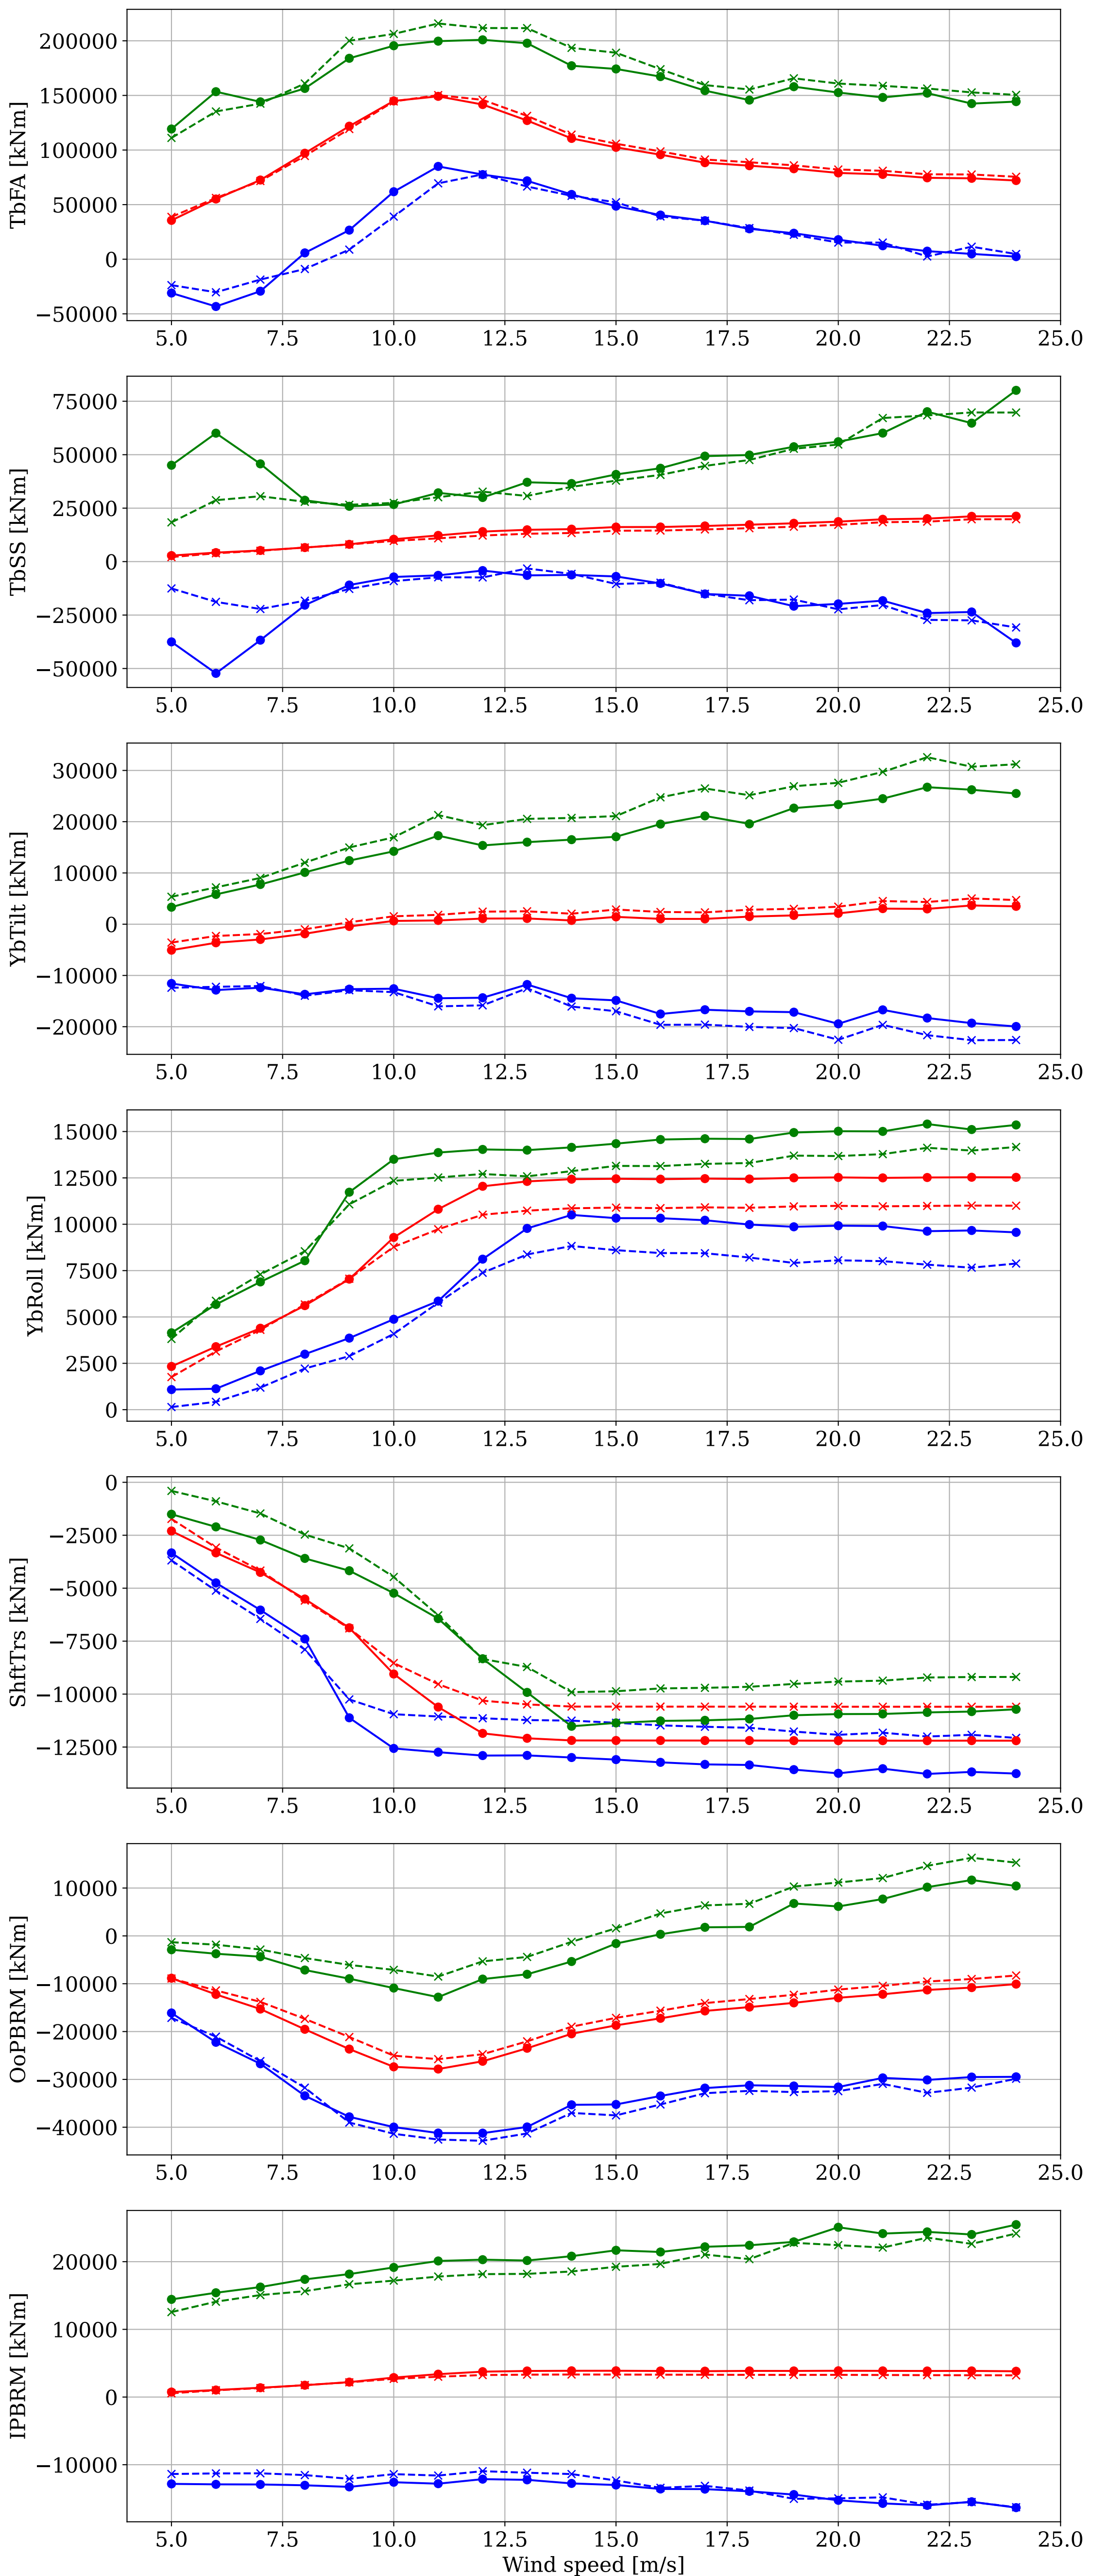 TbFA [kNm]
200000
150000
100000
50000
0
−50000
5.0 7.5 10.0 12.5 15.0 17.5 20.0 22.5 25.0
TbSS [kNm]
75000
50000
25000
0
−25000
−50000
5.0 7.5 10.0 12.5 15.0 17.5 20.0 22.5 25.0
YbTilt [kNm]
30000
20000
10000
0
−10000
−20000
5.0 7.5 10.0 12.5 15.0 17.5 20.0 22.5 25.0
YbRoll [kNm]
15000
12500
10000
7500
5000
2500
0
5.0 7.5 10.0 12.5 15.0 17.5 20.0 22.5 25.0
ShftTrs [kNm]
0
−2500
−5000
−7500
−10000
−12500
5.0 7.5 10.0 12.5 15.0 17.5 20.0 22.5 25.0
OoPBRM [kNm]
10000
0
−10000
−20000
−30000
−40000
5.0 7.5 10.0 12.5 15.0 17.5 20.0 22.5 25.0
IPBRM [kNm]
20000
10000
0
−10000
5.0 7.5 10.0 12.5 15.0 17.5 20.0 22.5 25.0
Wind speed [m/s]